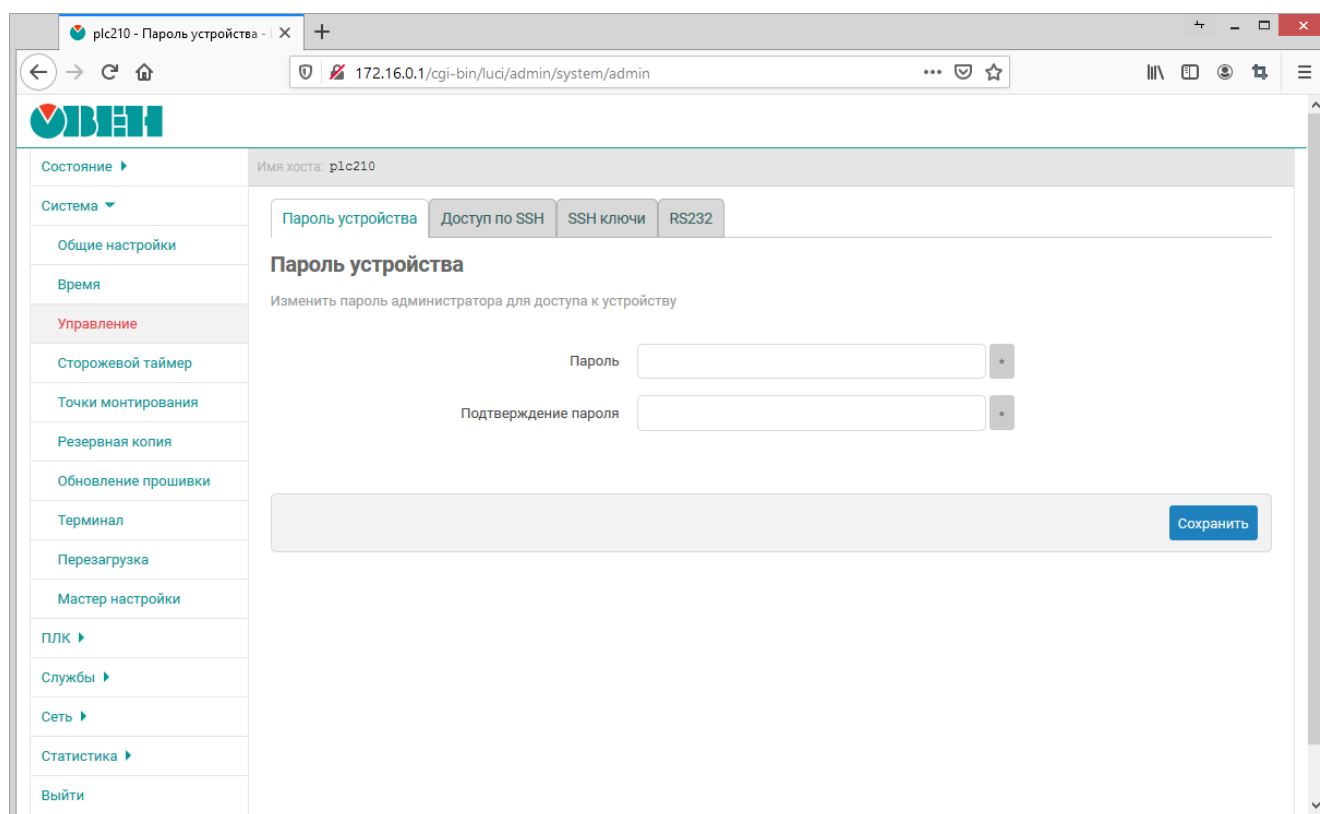 plc210 - Пароль устройства -
172.16.0.1/cgi-bin/luci/admin/system/admin
ОВЕН
Состояние
Имя хоста: plc210
Система
Пароль устройства
Доступ по SSH
SSH ключи
RS232
Общие настройки
Пароль устройства
Время
Изменить пароль администратора для доступа к устройству
Управление
Пароль
*
Сторожевой таймер
Точки монтирования
Подтверждение пароля
*
Резервная копия
Обновление прошивки
Терминал
Сохранить
Перезагрузка
Мастер настройки
ПЛК
Службы
Сеть
Статистика
Выйти